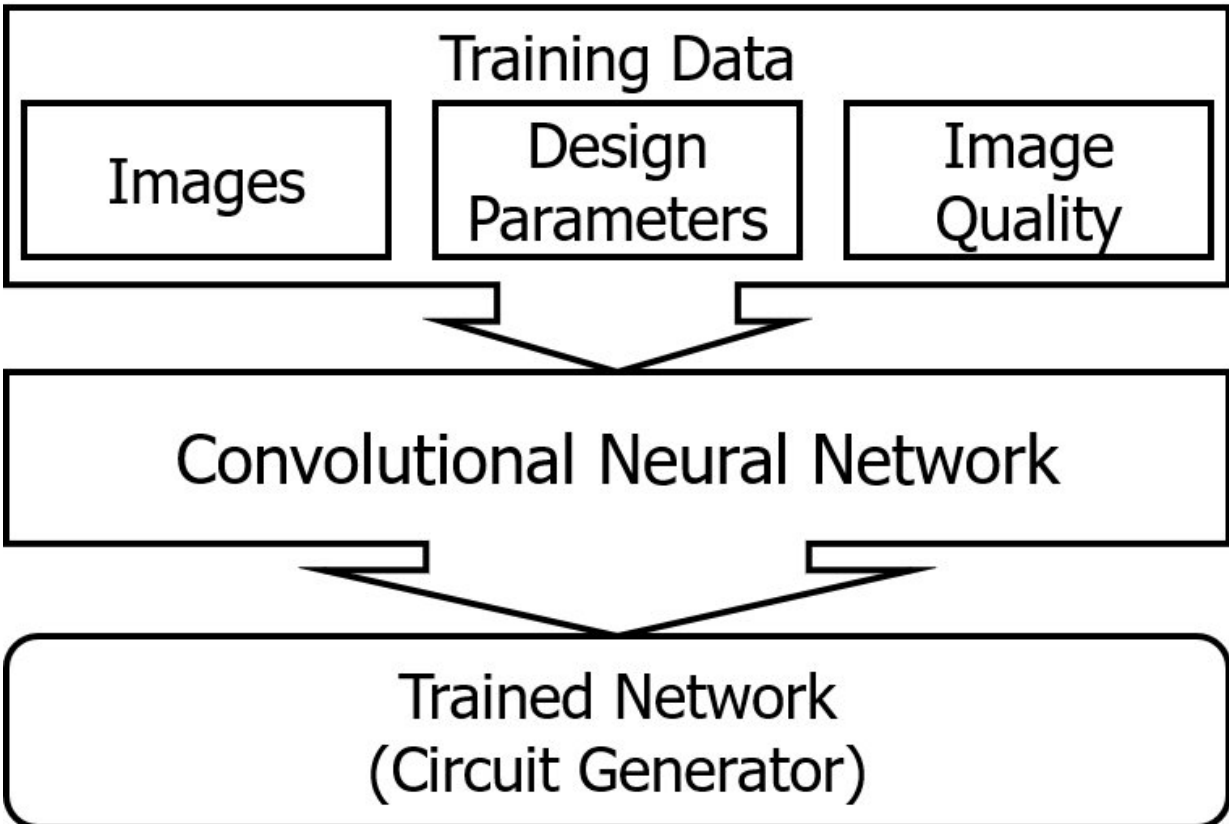 Training Data
Images
Design
Parameters
Image
Quality
Convolutional Neural Network
Trained Network
(Circuit Generator)